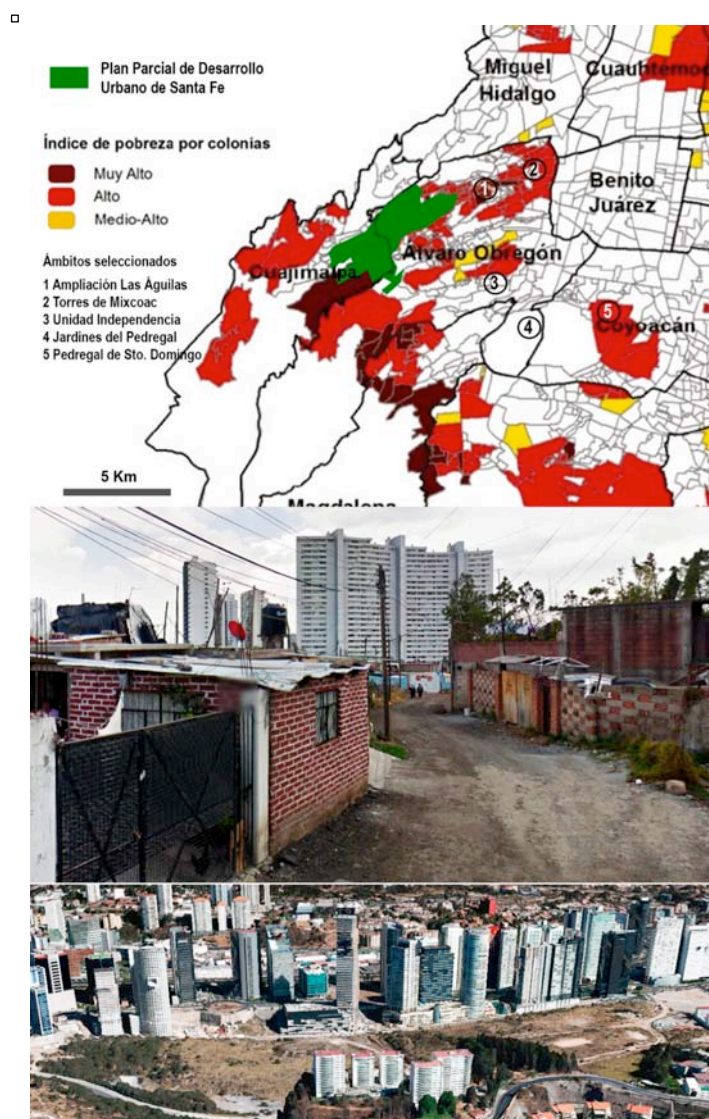 Plan Parcial de Desarrollo
Urbano de Santa Fe
Índice de pobreza por colonias
Muy Alto
Alto
Medio-Alto
Ámbitos seleccionados
1 Ampliación Las Águilas
2 Torres de Mixcoac
3 Unidad Independencia
4 Jardines del Pedregal
5 Pedregal de Sto. Domingo
5 Km
Miguel
Hidalgo
Cuauhtémoc
Benito
Juárez
1
2
Álvaro Obregón
Cuajimalpa
3
4
5
Coyoacán
Magdalena